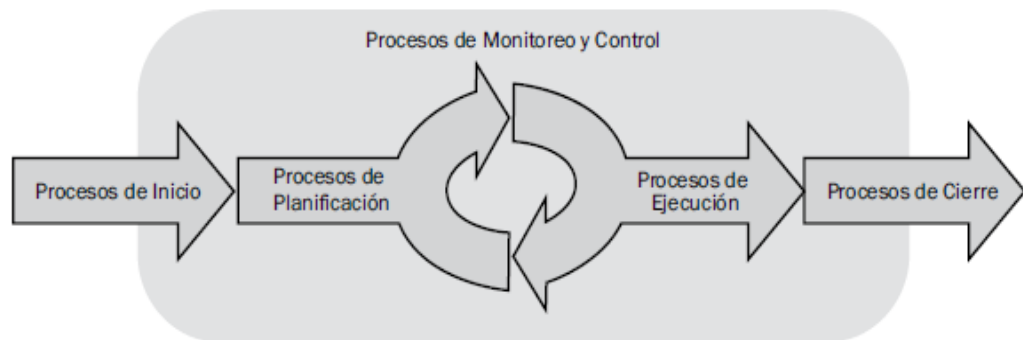 Procesos de Monitoreo y Control
Procesos de Inicio
Procesos de
Planificación
Procesos de
Ejecución
Procesos de Cierre